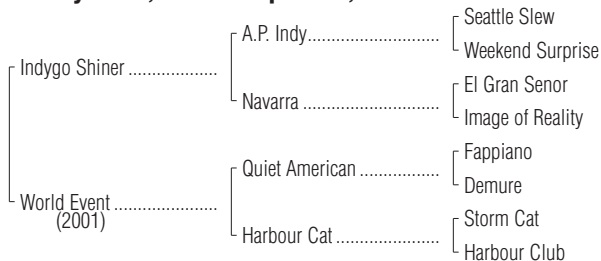 Seattle Slew
A.P. Indy
Weekend Surprise
Indygo Shiner
El Gran Senor
Navarra
Image of Reality
Fappiano
Quiet American
Demure
World Event
(2001)
Storm Cat
Harbour Cat
Harbour Club